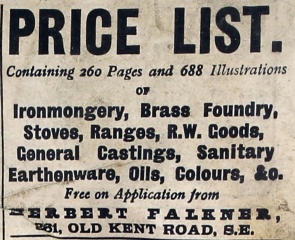 PRICE LIST.
Containing 260 Pages and 688 Illustrations
OF
Ironmongery, Brass Foundry,
Stoves, Ranges, R.W. Goods,
General Castings, Sanitary
Earthenware, Oils, Colours, &c.
Free on Application from
HERBERT FALKNER,
261, OLD KENT ROAD, S.E.